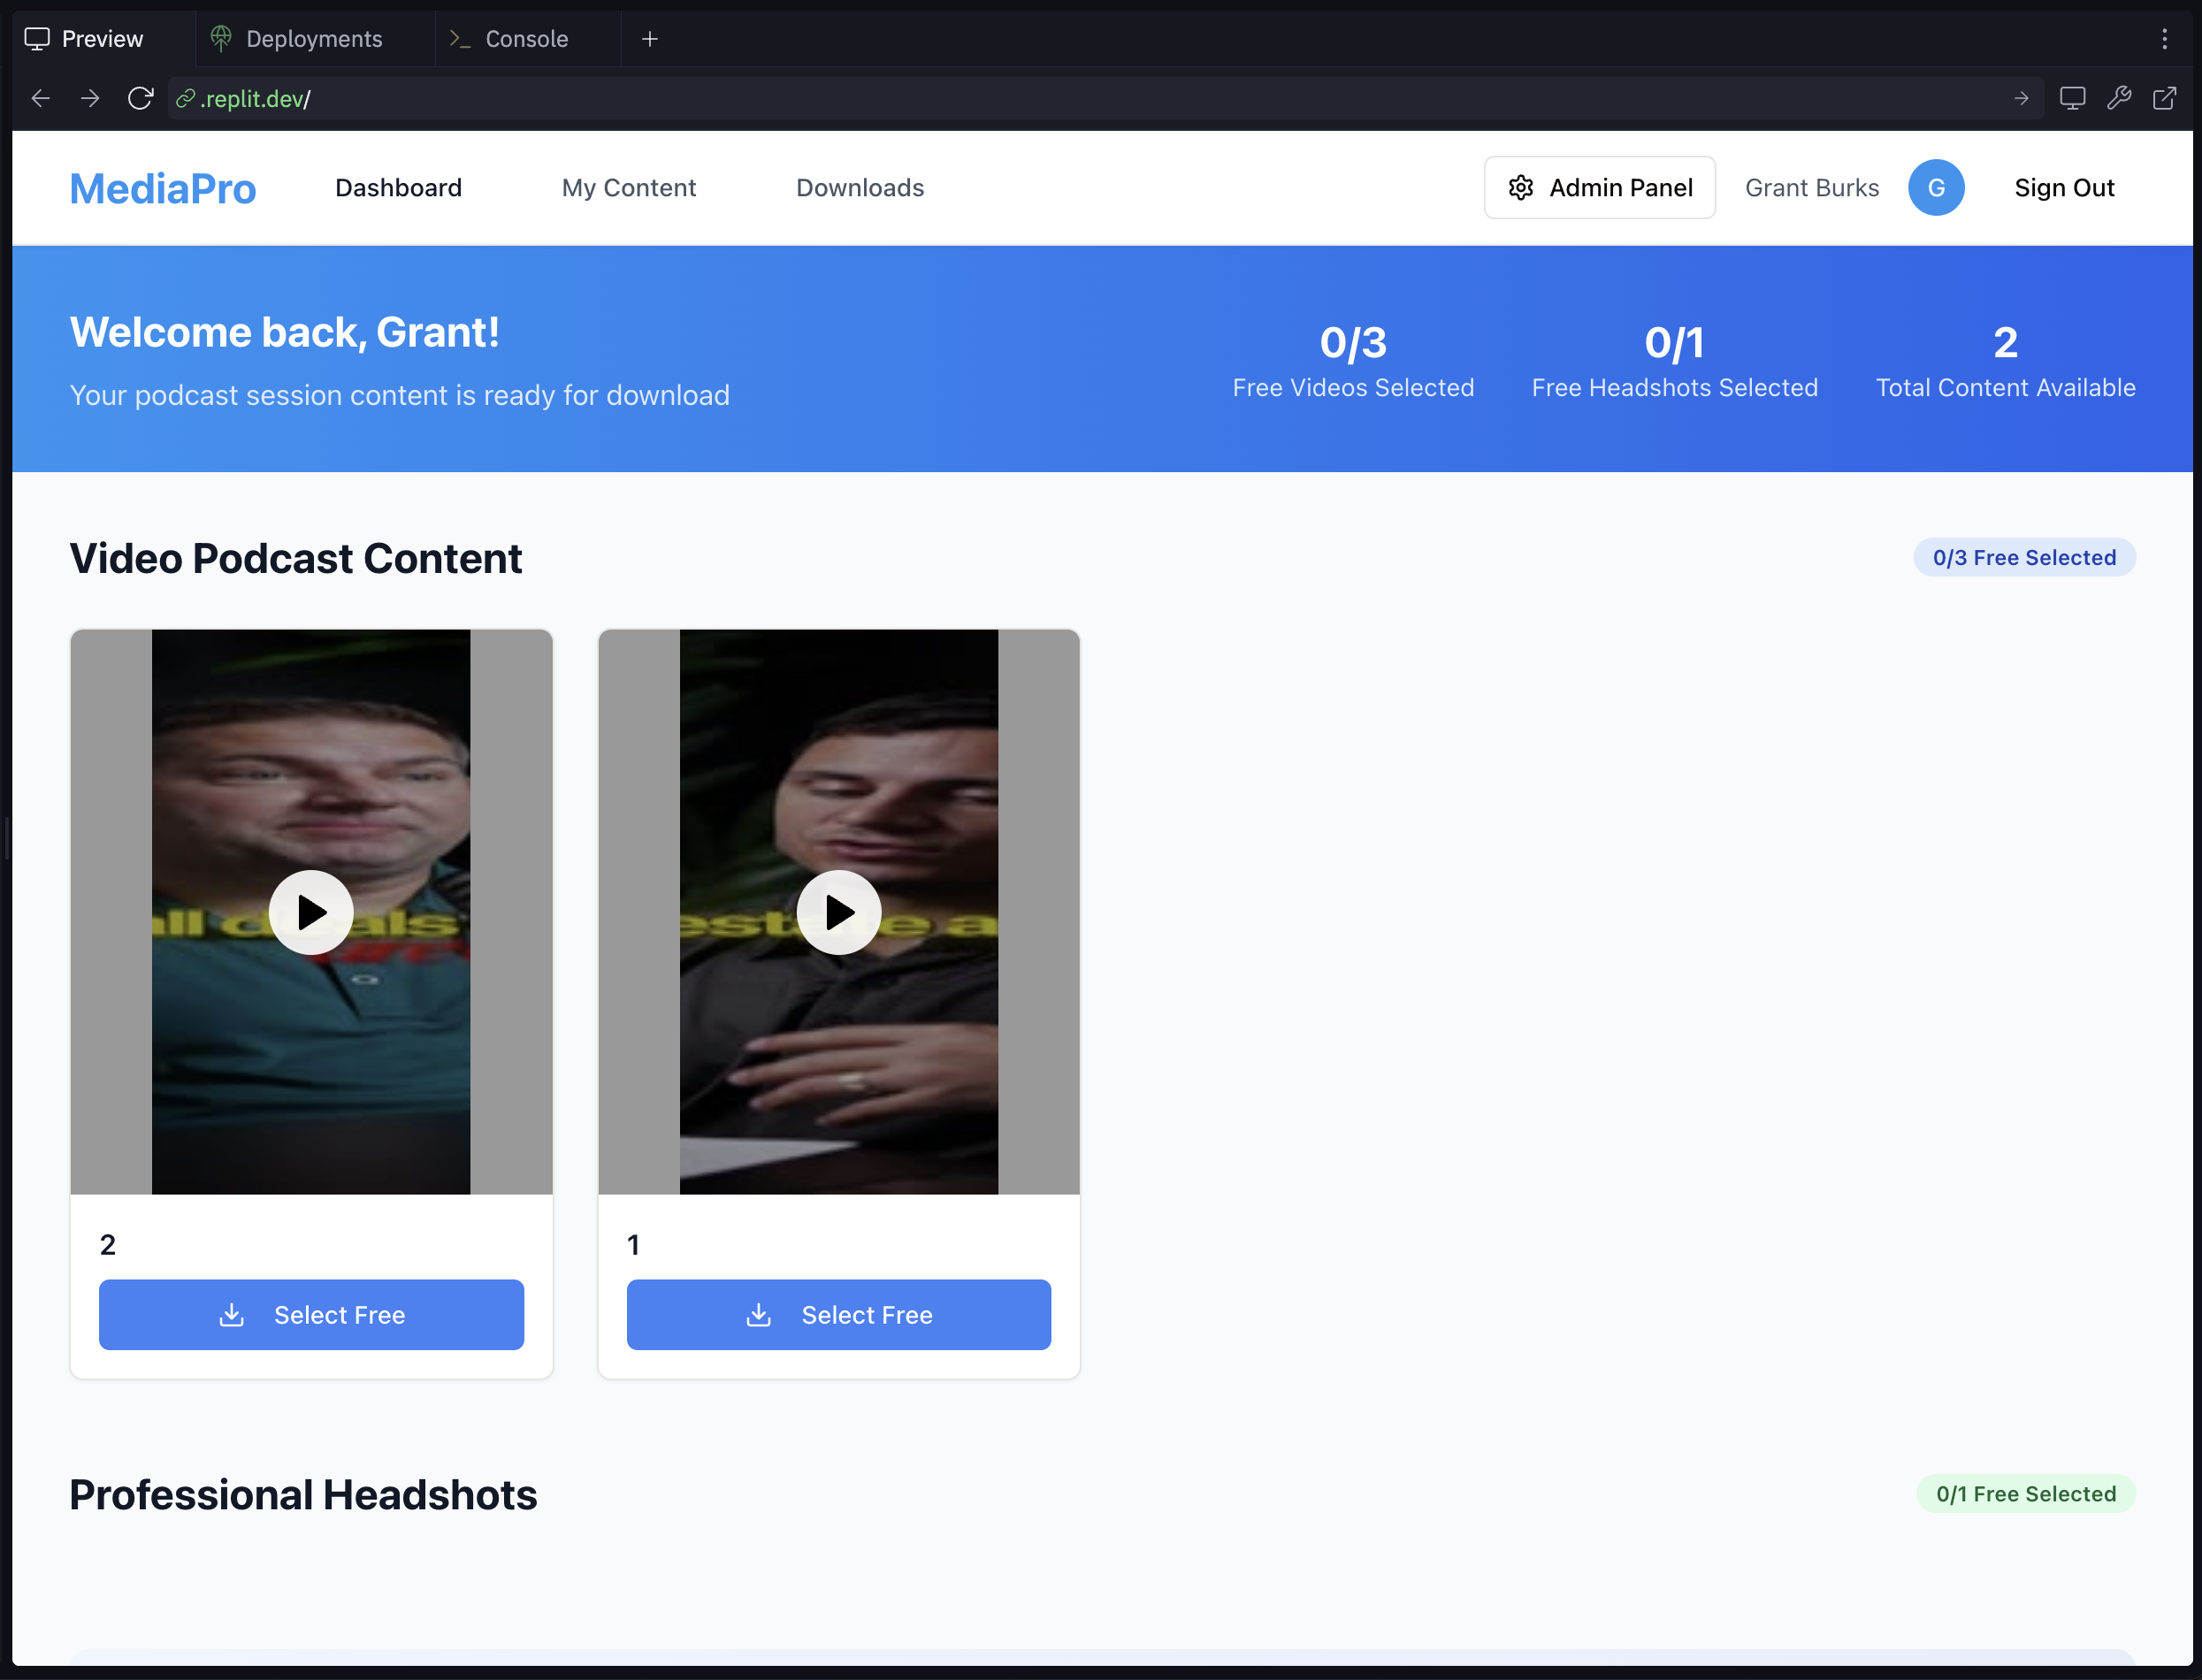 Preview
Deployments
Console
.replit.dev/
MediaPro
Dashboard
My Content
Downloads
Admin Panel
Grant Burks
G
Sign Out
Welcome back, Grant!
Your podcast session content is ready for download
0/3
Free Videos Selected
0/1
Free Headshots Selected
2
Total Content Available
Video Podcast Content
0/3 Free Selected
2
Select Free
1
Select Free
Professional Headshots
0/1 Free Selected